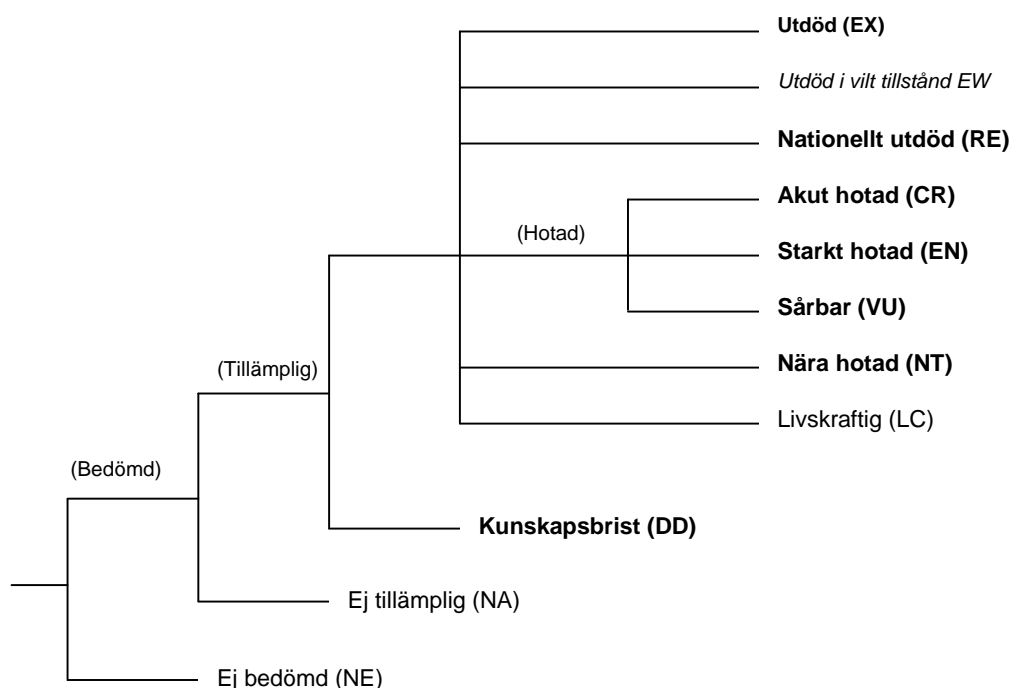 Utdöd (EX)
Utdöd i vilt tillstånd EW
Nationellt utdöd (RE)
Akut hotad (CR)
(Hotad)
Starkt hotad (EN)
Sårbar (VU)
Nära hotad (NT)
(Tillämplig)
Livskraftig (LC)
(Bedömd)
Kunskapsbrist (DD)
Ej tillämplig (NA)
Ej bedömd (NE)